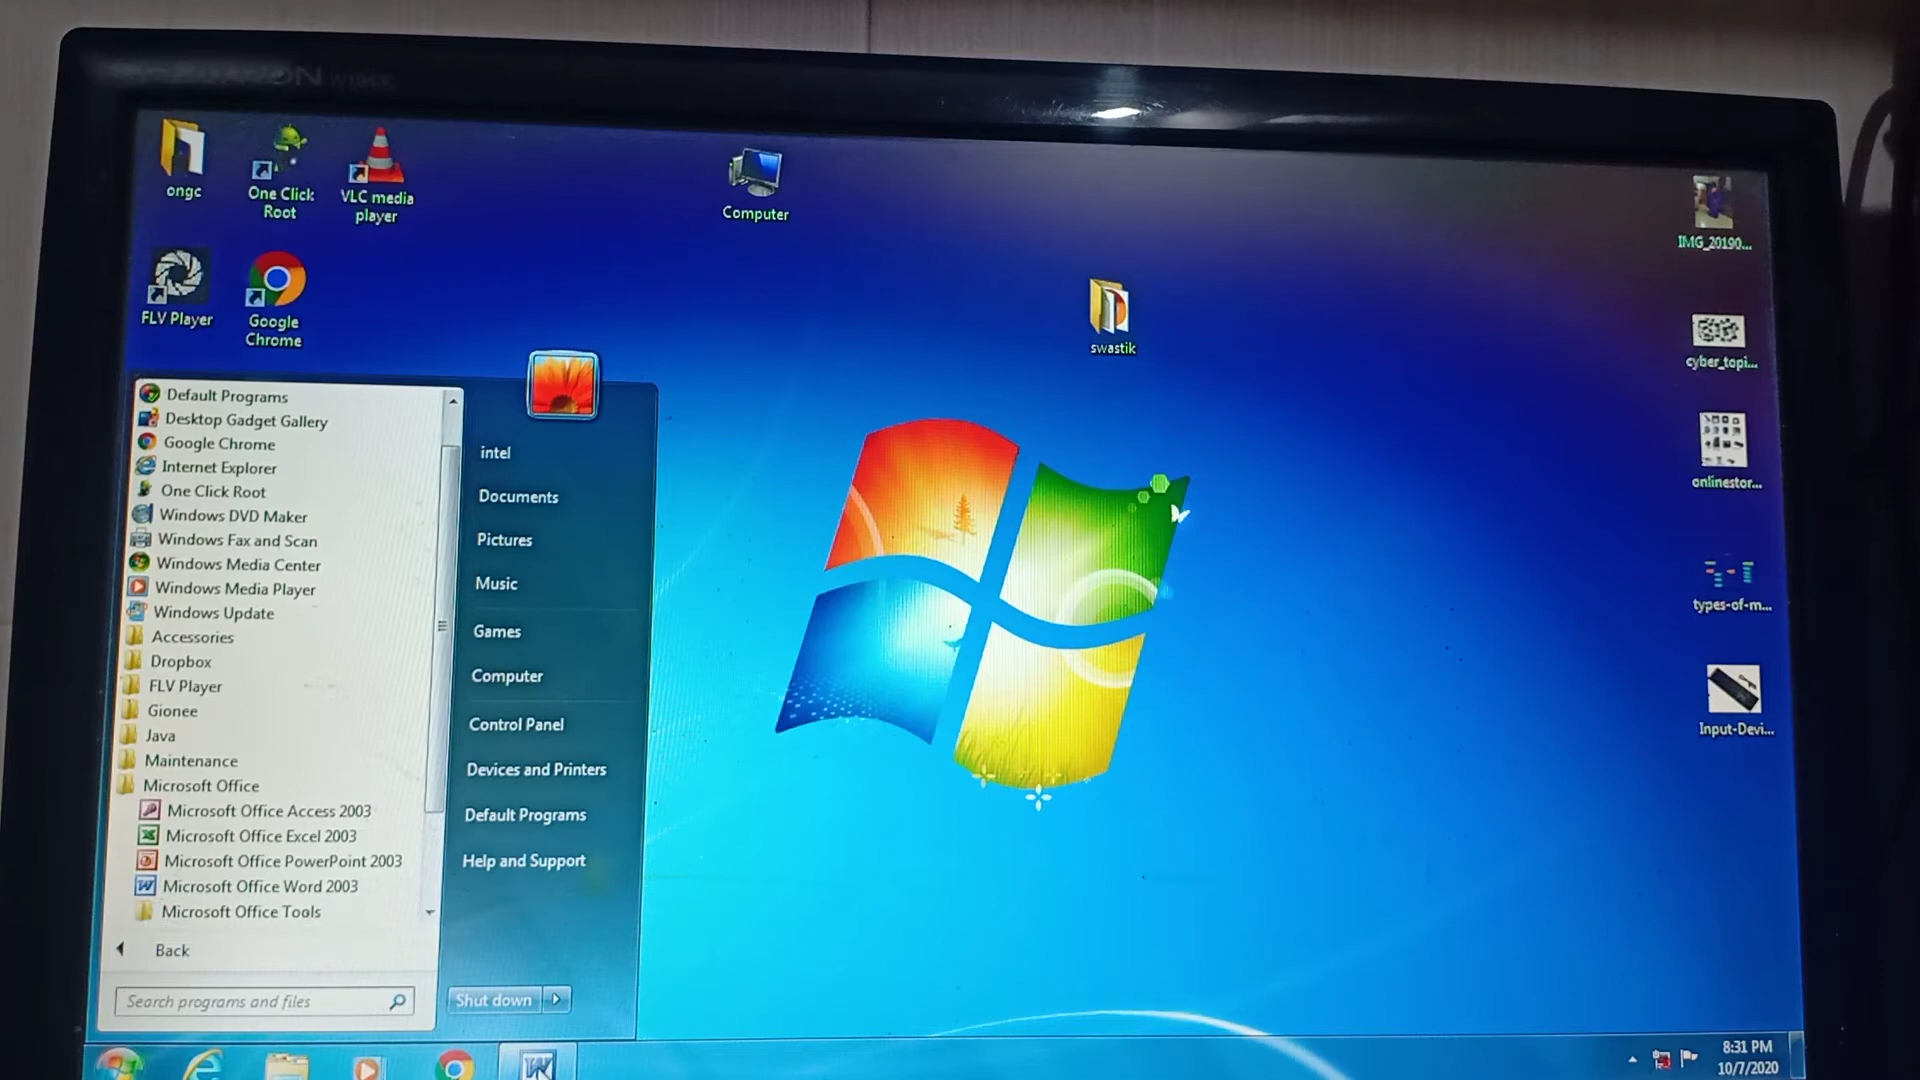 ongc
One Click
Root
VLC media
player
Computer
IMG_20190...
FLV Player
Google
Chrome
swastik
cyber_topi...
onlinestor...
types-of-m...
Input-Devi...
Default Programs
Desktop Gadget Gallery
Google Chrome
Internet Explorer
One Click Root
Windows DVD Maker
Windows Fax and Scan
Windows Media Center
Windows Media Player
Windows Update
Accessories
Dropbox
FLV Player
Gionee
Java
Maintenance
Microsoft Office
Microsoft Office Access 2003
Microsoft Office Excel 2003
Microsoft Office PowerPoint 2003
Microsoft Office Word 2003
Microsoft Office Tools
Back
Search programs and files
intel
Documents
Pictures
Music
Games
Computer
Control Panel
Devices and Printers
Default Programs
Help and Support
Shut down
8:31 PM
10/7/2020